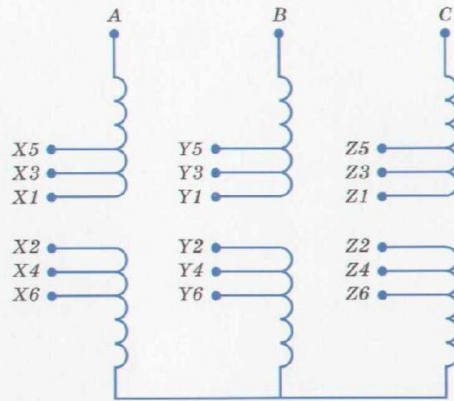 A B C
X5 Y5 Z5
X3 Y3 Z3
X1 Y1 Z1
X2 Y2 Z2
X4 Y4 Z4
X6 Y6 Z6